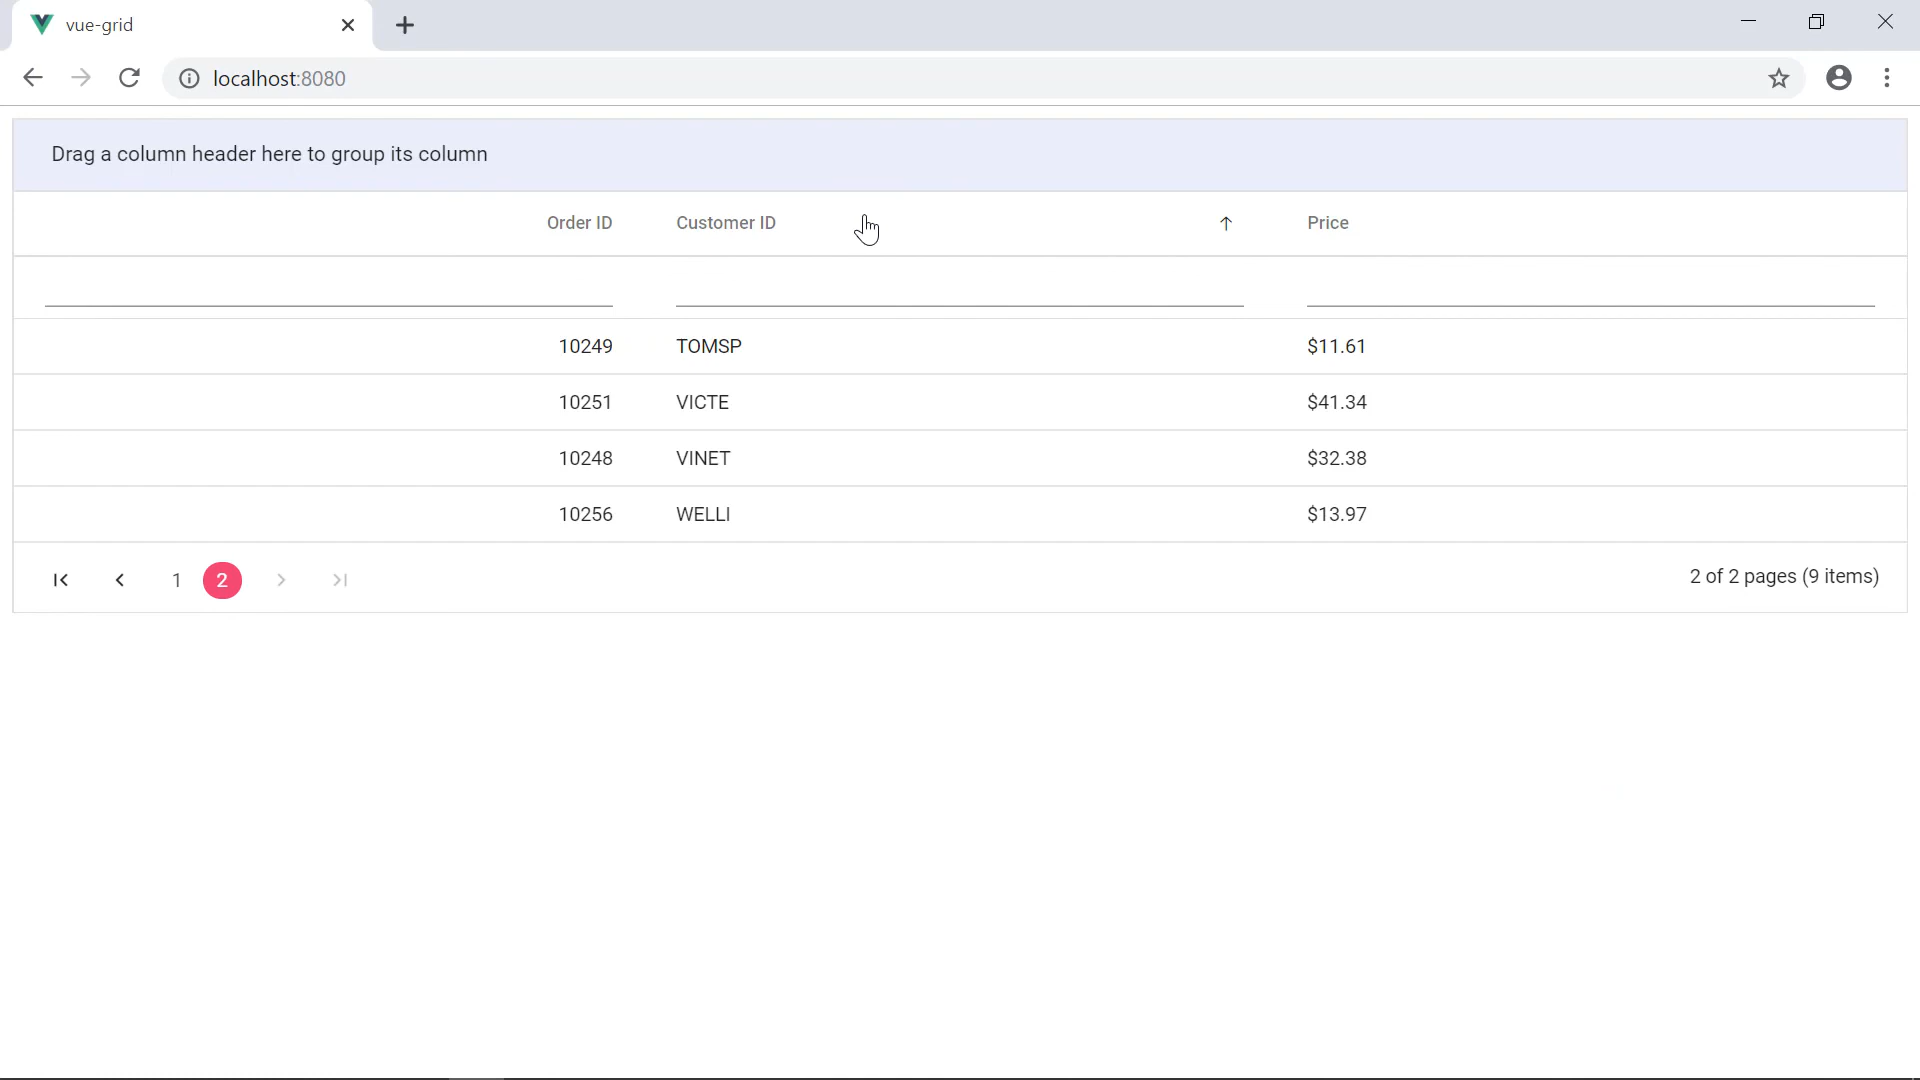 vue-grid
localhost:8080
Drag a column header here to group its column
Order ID Customer ID Price
10249 TOMSP $11.61
10251 VICTE $41.34
10248 VINET $32.38
10256 WELLI $13.97
1 2 2 of 2 pages (9 items)